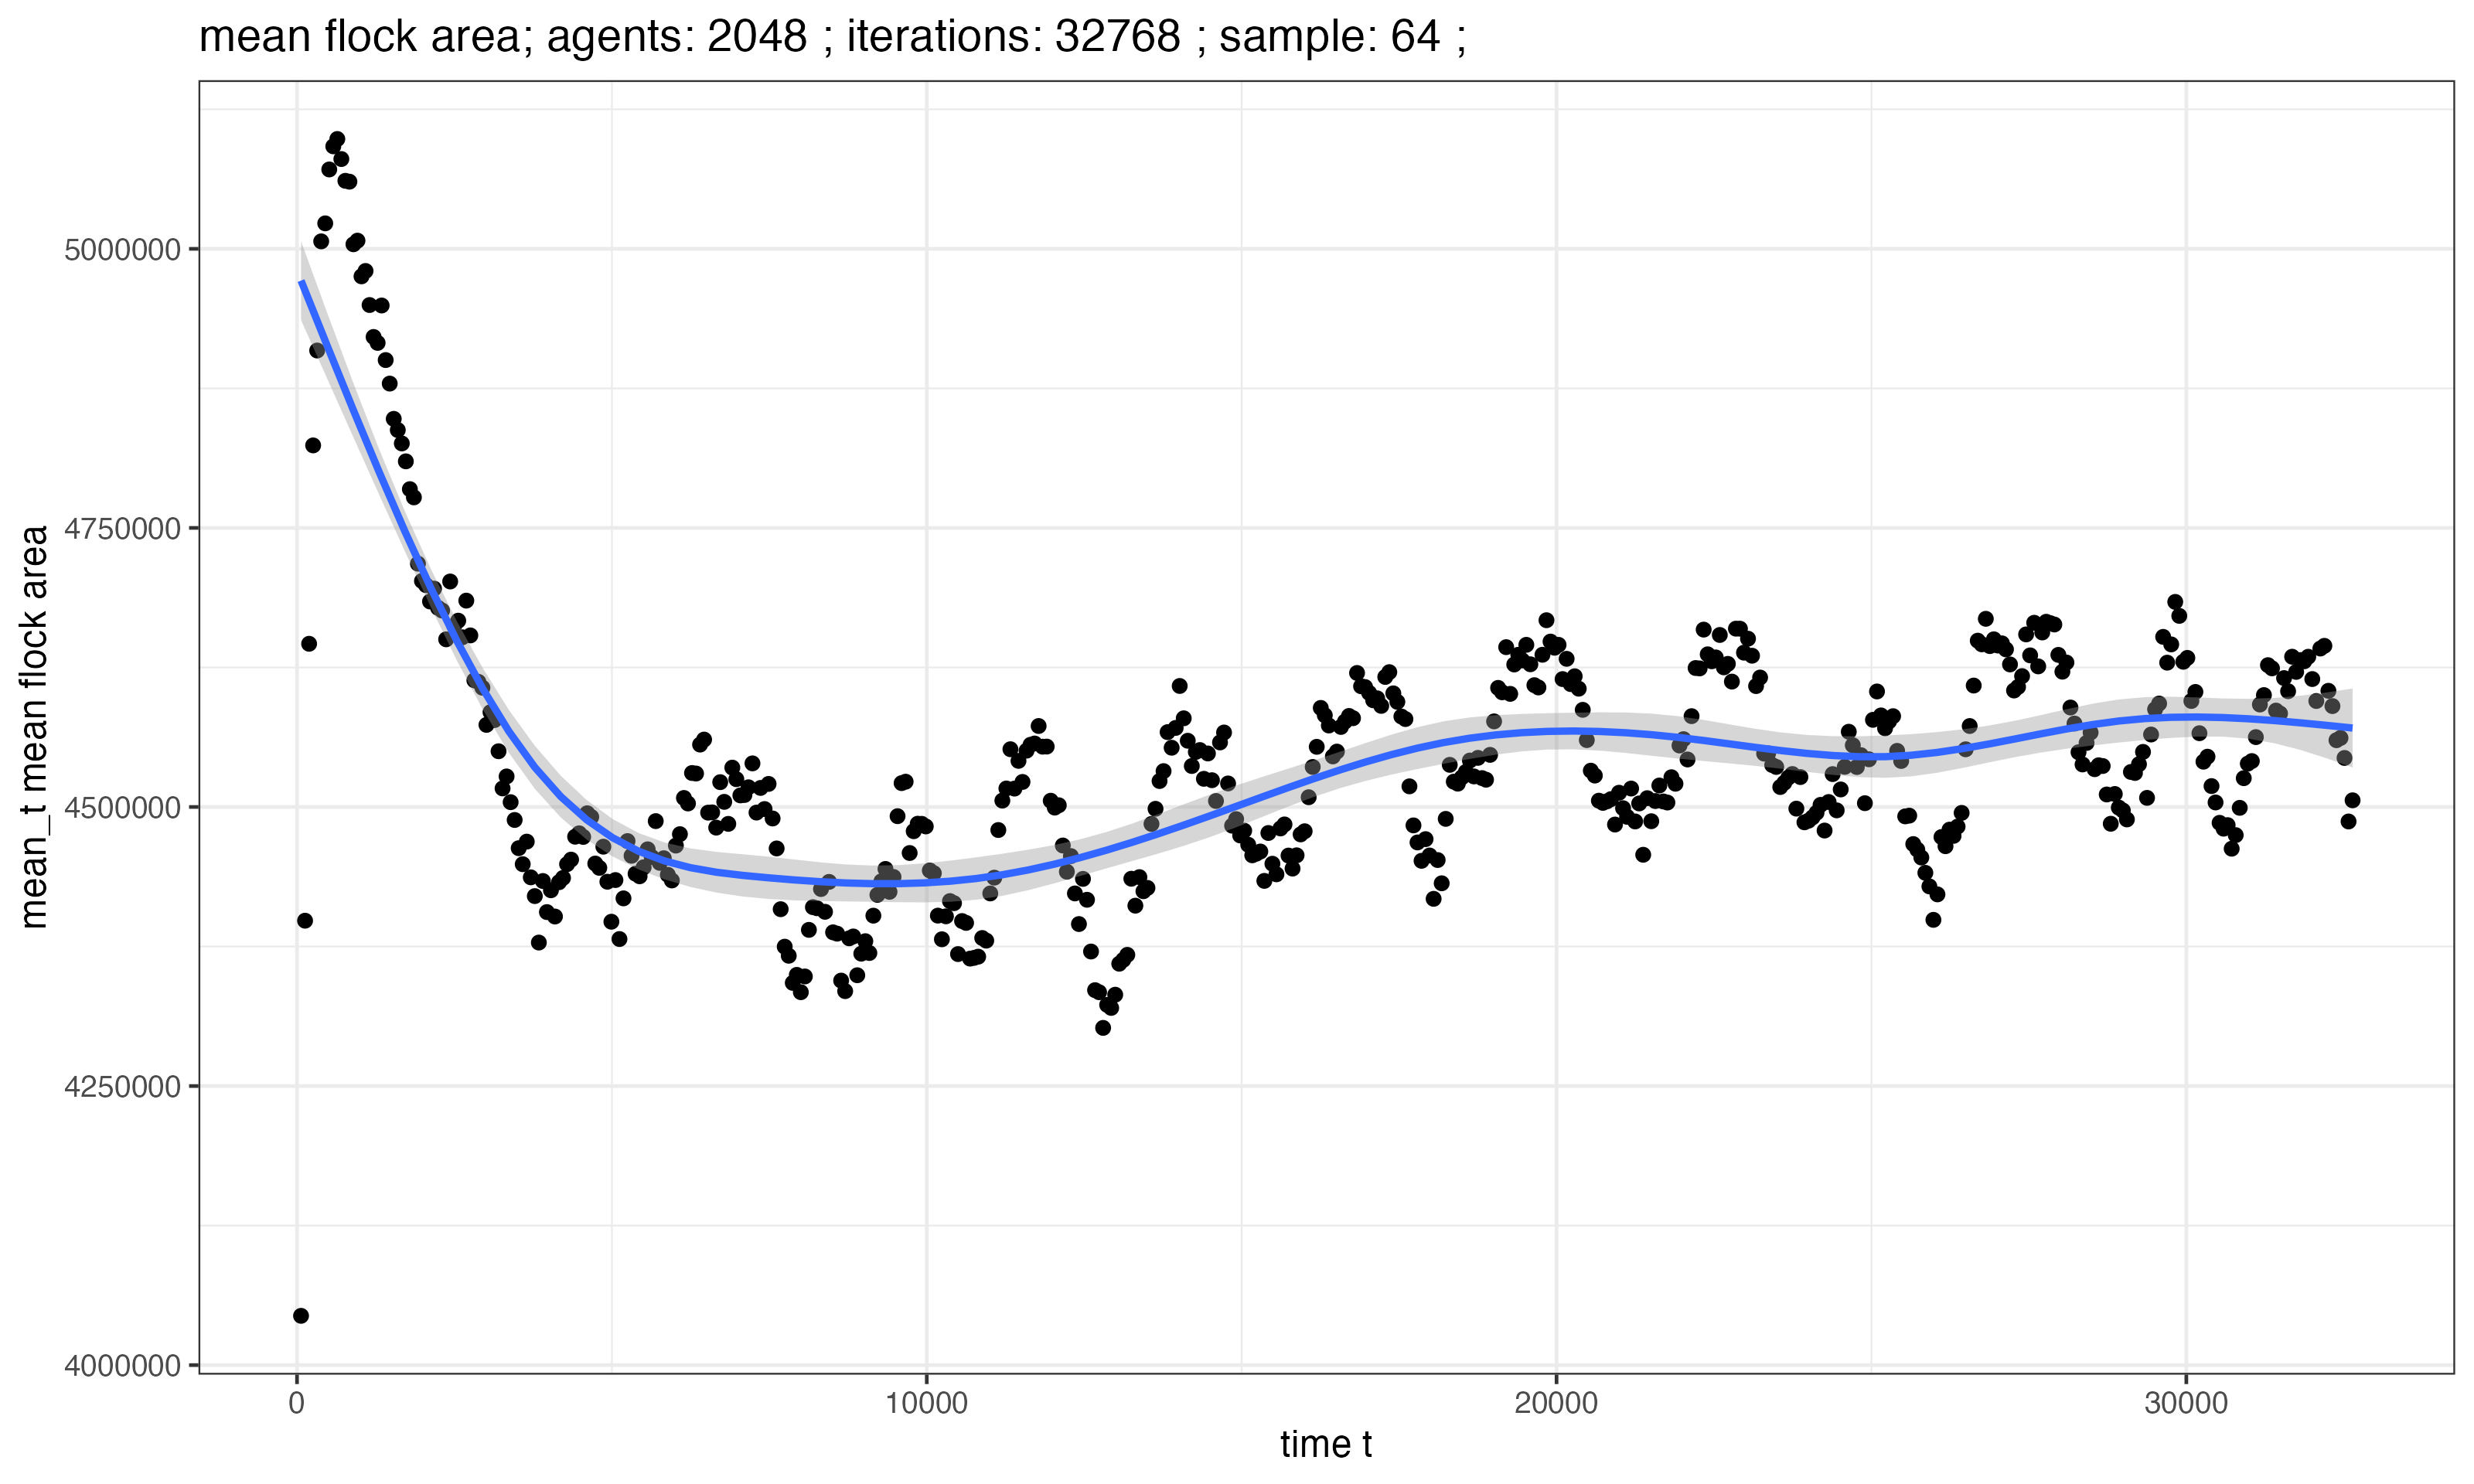 mean flock area; agents: 2048 ; iterations: 32768 ; sample: 64 ;
mean_t mean flock area
5000000
4750000
4500000
4250000
4000000
0 10000 20000 30000
time t